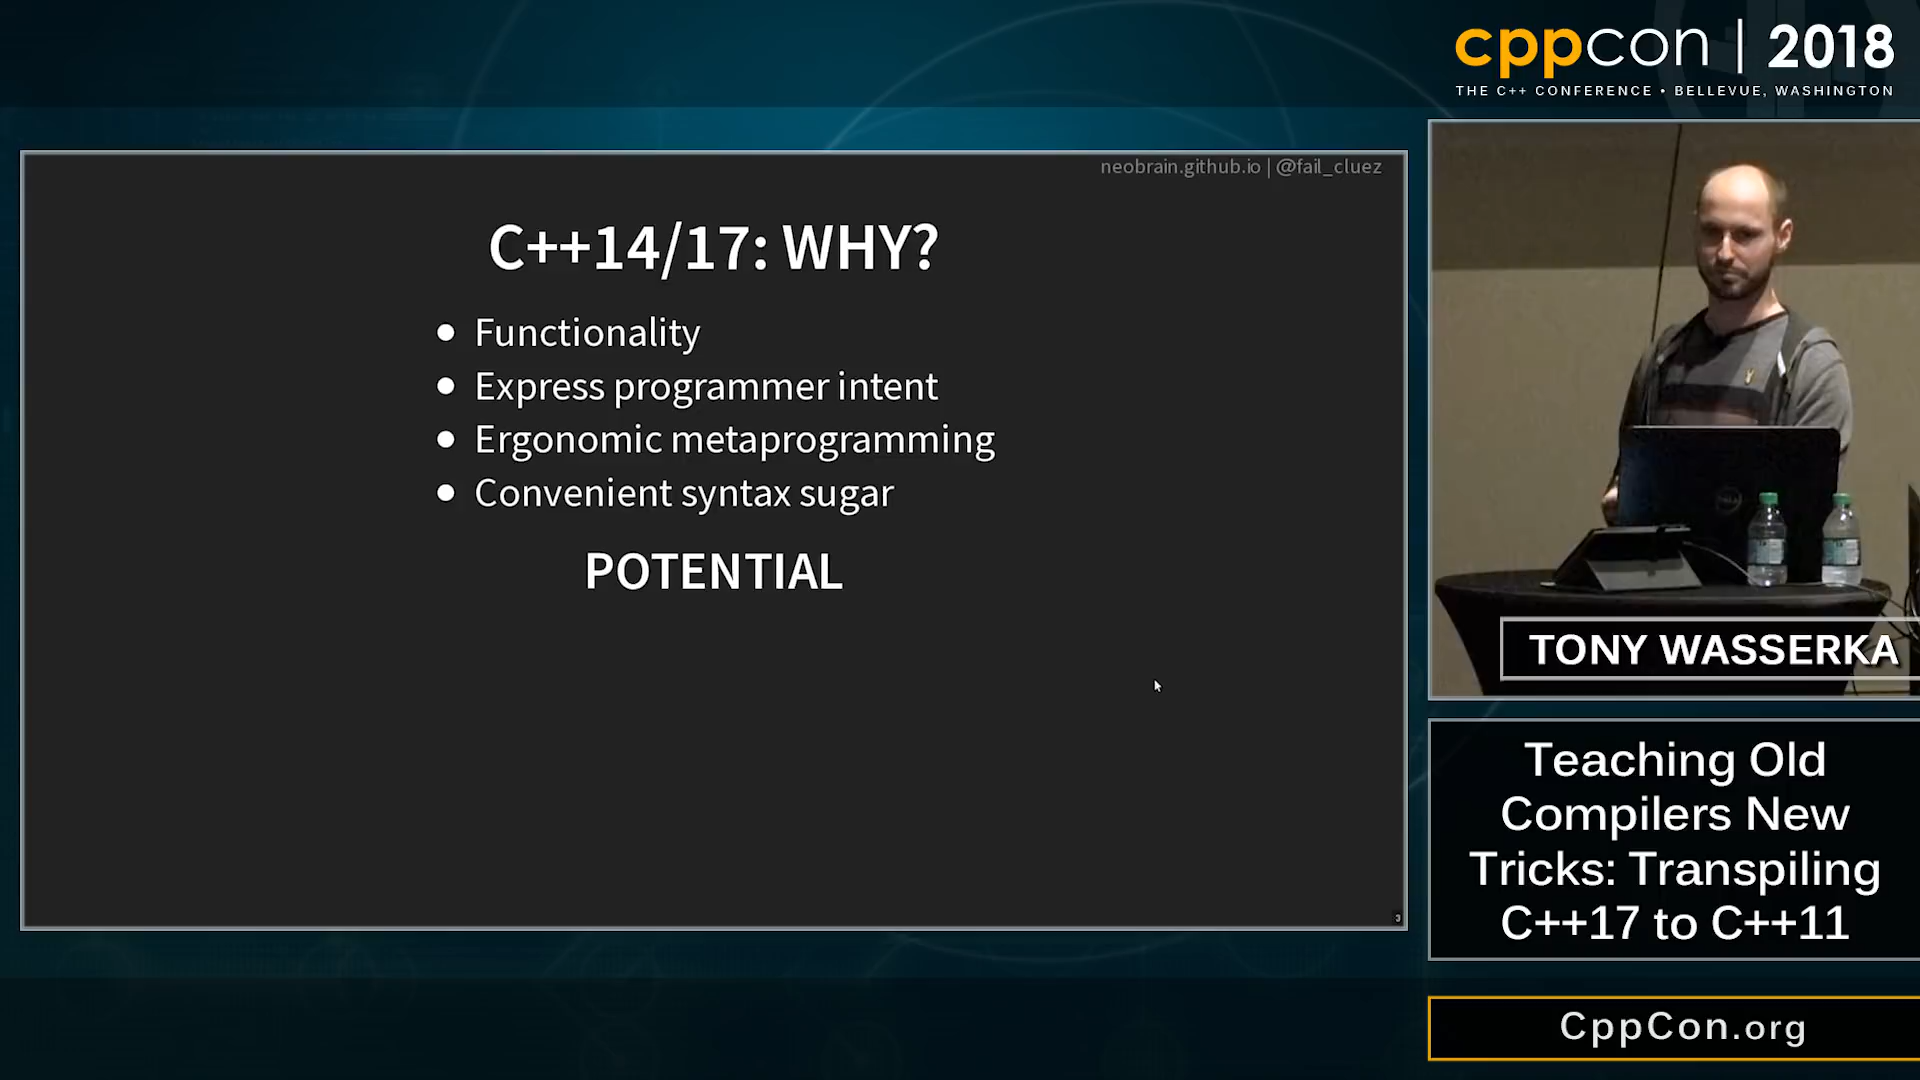 cppcon | 2018
THE C++ CONFERENCE • BELLEVUE, WASHINGTON
neobrain.github.io | @fail_cluez
C++14/17: WHY?
• Functionality
• Express programmer intent
• Ergonomic metaprogramming
• Convenient syntax sugar
POTENTIAL
3
TONY WASSERKA
Teaching Old
Compilers New
Tricks: Transpiling
C++17 to C++11
CppCon.org